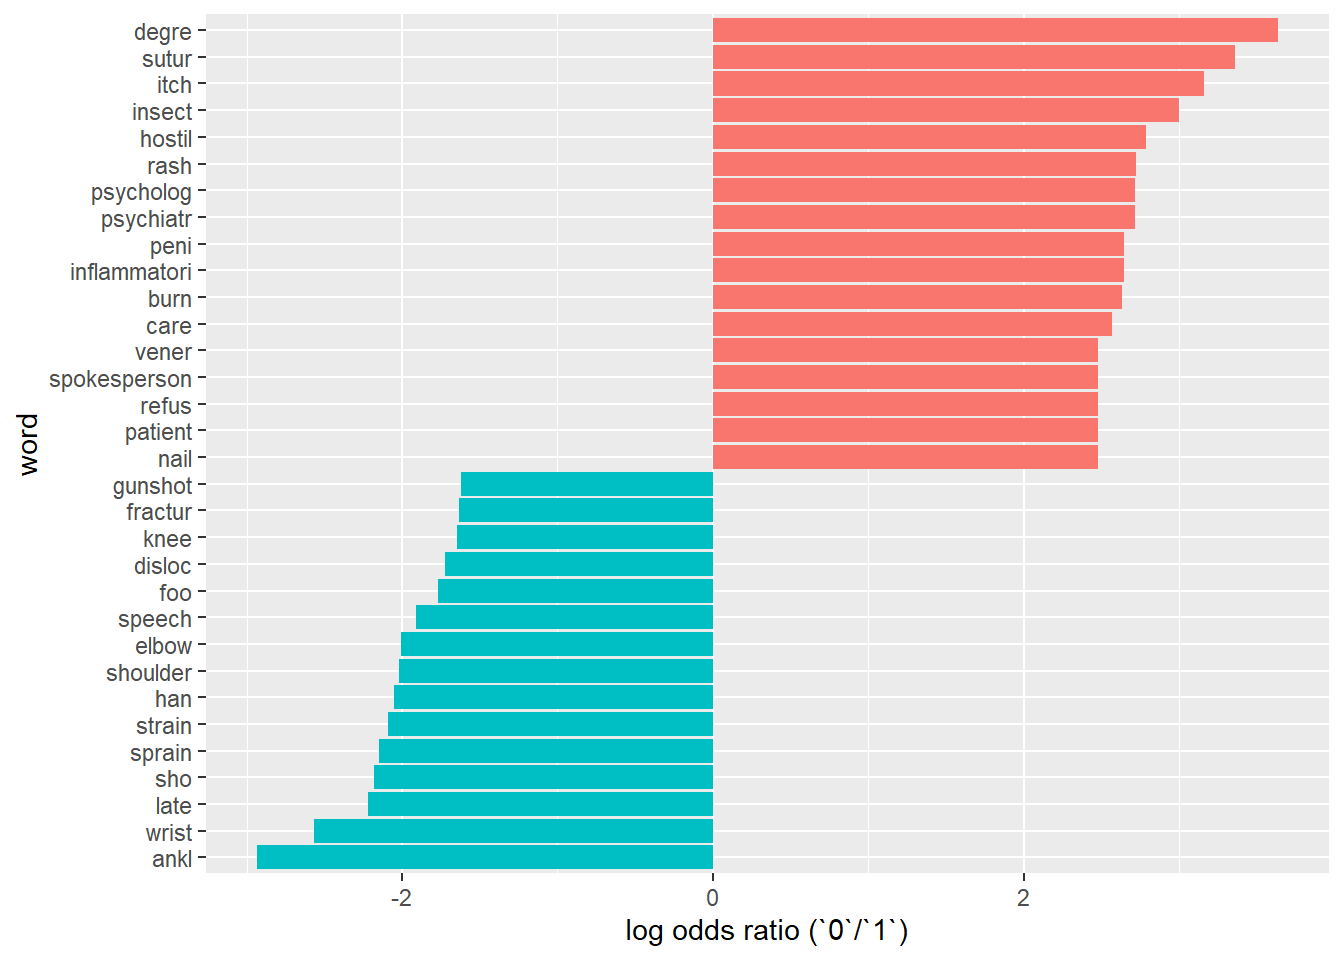 degre
sutur
itch
insect
hostil
rash
psycholog
psychiatr
peni
inflammatori
burn
care
vener
spokesperson
refus
patient
nail
gunshot
fractur
knee
disloc
foo
speech
elbow
shoulder
han
strain
sprain
sho
late
wrist
ankl
word
-2 0 2
log odds ratio (`0`/`1`)